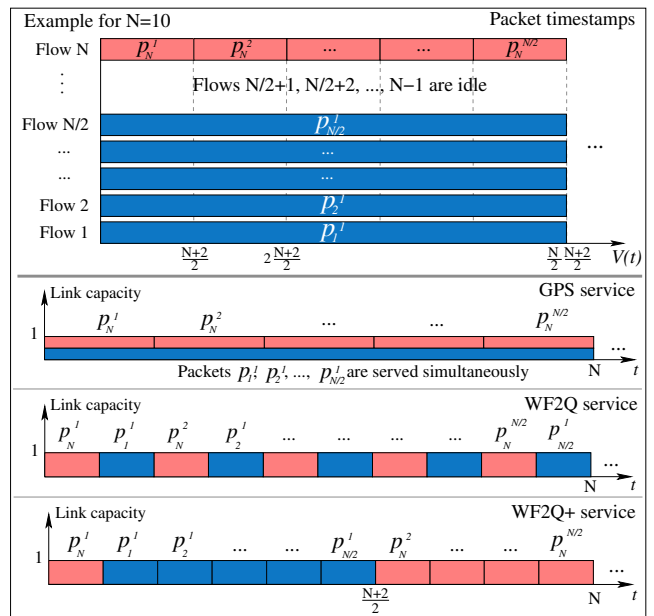 Example for N=10 Packet timestamps
Flow N p_N^1 p_N^2 ... ... p_N^{N/2}
⋮ Flows N/2+1, N/2+2, ..., N−1 are idle
Flow N/2 p_{N/2}^1
... ... ...
... ...
Flow 2 p_2^1
Flow 1 p_1^1
\frac{N+2}{2} 2 \frac{N+2}{2} \frac{N}{2} \frac{N+2}{2} V(t)
Link capacity GPS service
p_N^1 p_N^2 ... ... p_N^{N/2}
1 ...
Packets p_1^1, p_2^1, ..., p_{N/2}^1 are served simultaneously N t
Link capacity WF2Q service
p_N^1 p_1^1 p_N^2 p_2^1 ... ... ... ... p_N^{N/2} p_{N/2}^1
1 ...
N t
Link capacity WF2Q+ service
p_N^1 p_1^1 p_2^1 ... ... p_{N/2}^1 p_N^2 ... ... p_N^{N/2}
1 ...
\frac{N+2}{2} N t